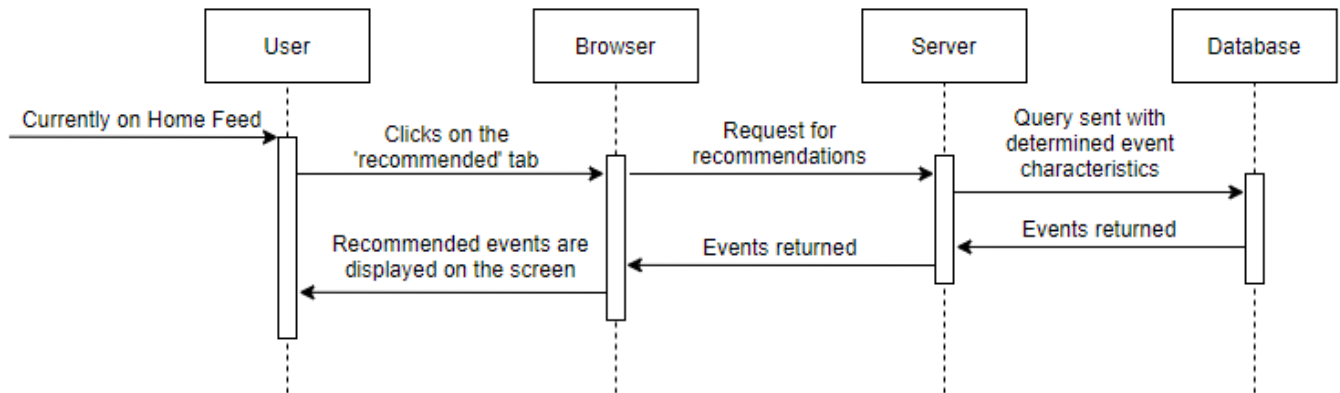 User
Browser
Server
Database
Currently on Home Feed
Clicks on the
'recommended' tab
Request for
recommendations
Query sent with
determined event
characteristics
Recommended events are
displayed on the screen
Events returned
Events returned